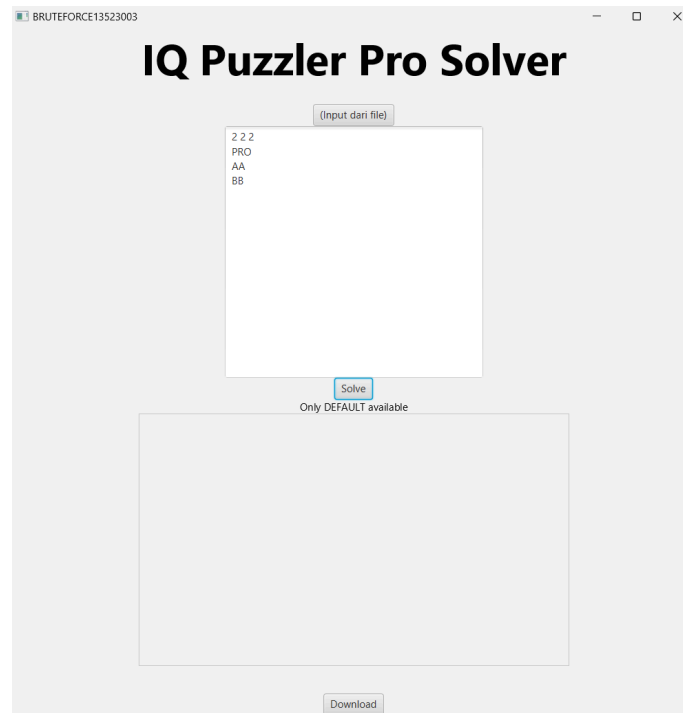 BRUTEFORCE13523003
IQ Puzzler Pro Solver
(Input dari file)
2 2 2
PRO
AA
BB
Solve
Only DEFAULT available
Download